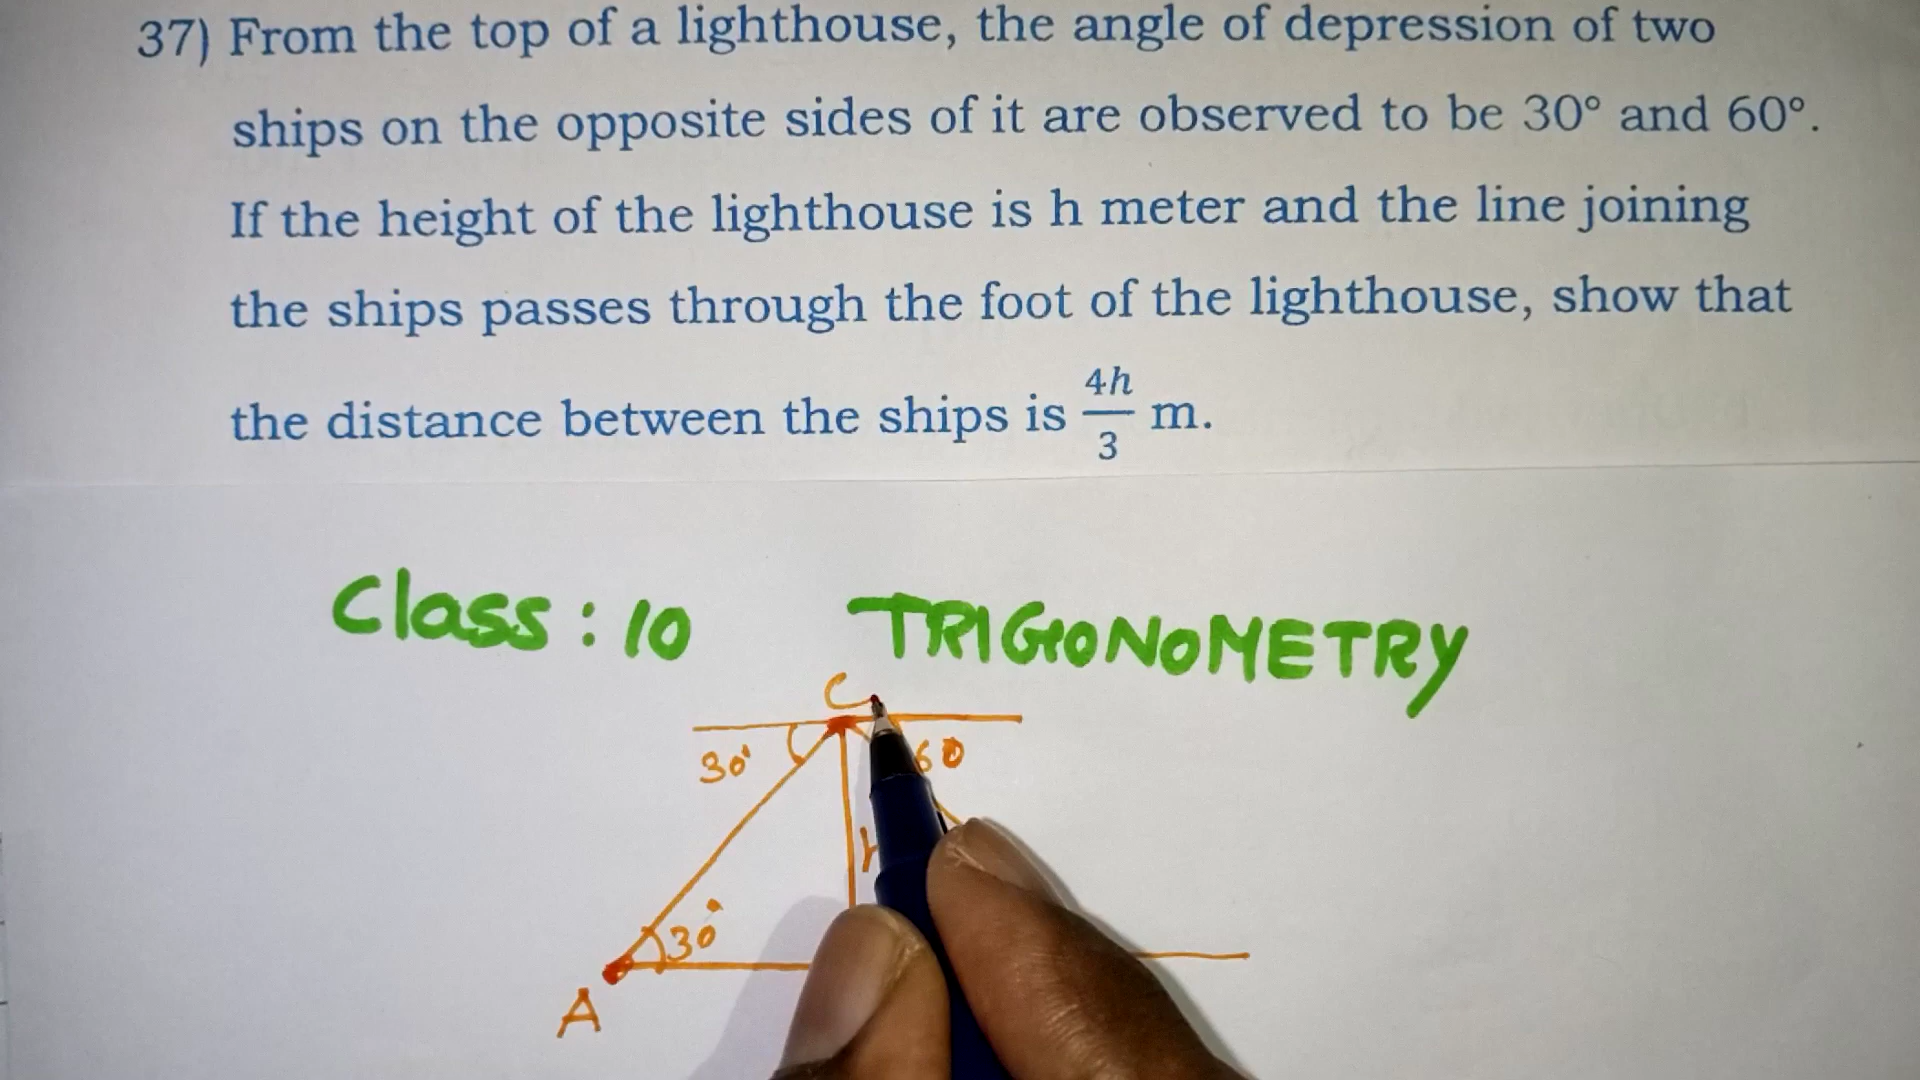 37) From the top of a lighthouse, the angle of depression of two
ships on the opposite sides of it are observed to be 30° and 60°.
If the height of the lighthouse is h meter and the line joining
the ships passes through the foot of the lighthouse, show that
the distance between the ships is 4h/3 m.
Class : 10 TRIGONOMETRY
C
30° 60
30°
A